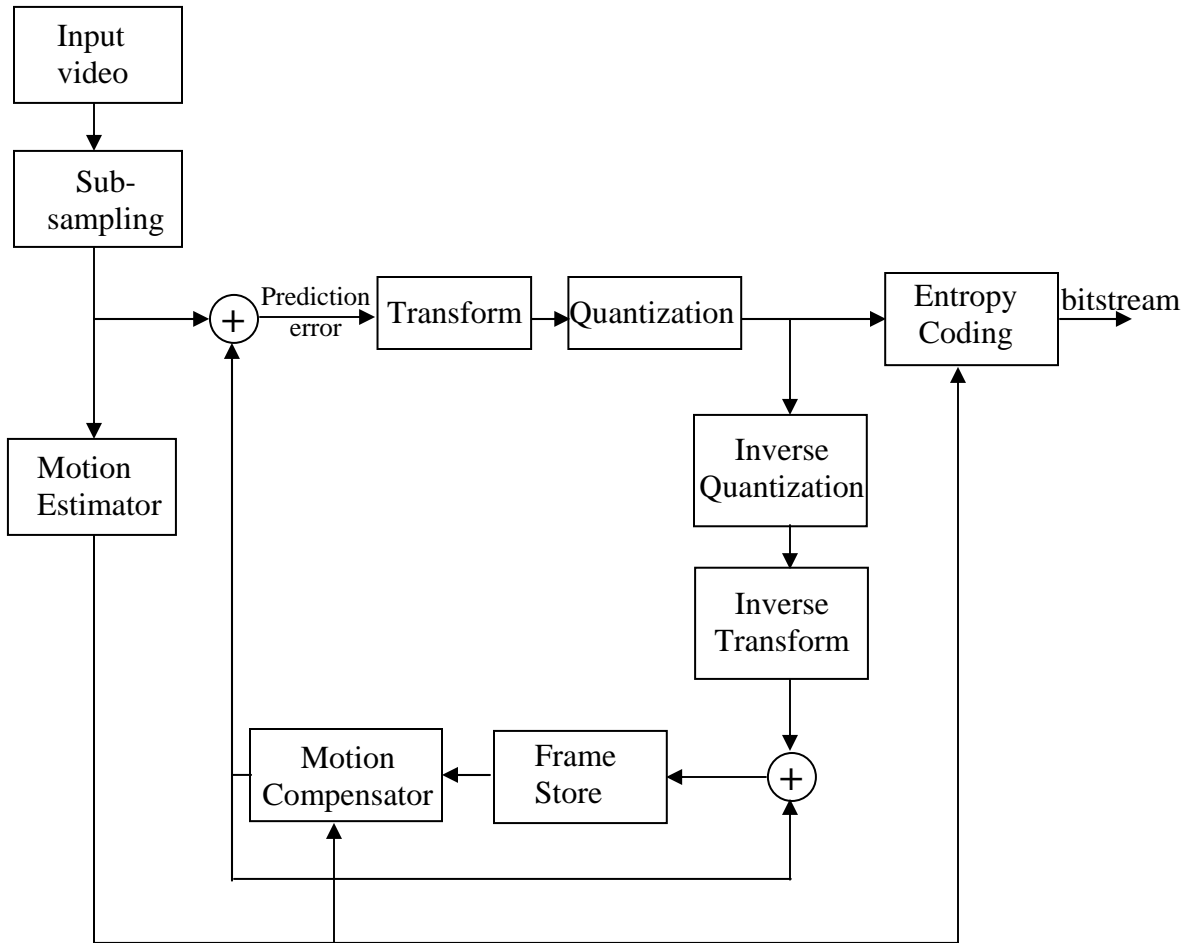 Input
video
Sub-
sampling
Prediction
error
Transform
Quantization
Entropy
Coding
bitstream
Motion
Estimator
Inverse
Quantization
Inverse
Transform
Motion
Compensator
Frame
Store
+
+